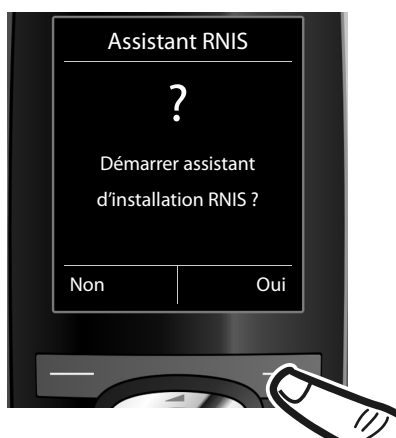 Assistant RNIS
?
Démarrer assistant
d'installation RNIS ?
Non Oui